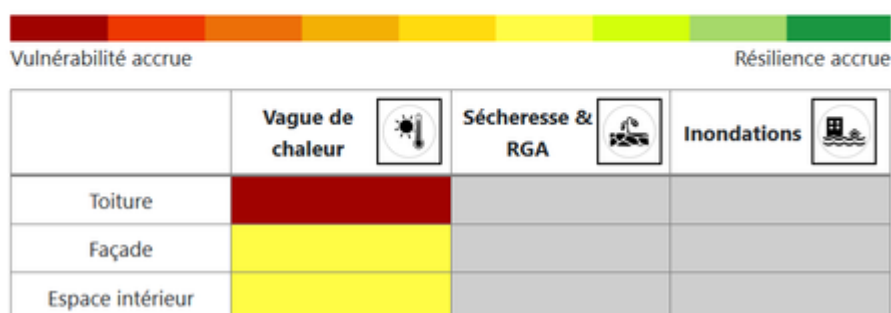 Vulnérabilité accrue
Résilience accrue
Vague de
chaleur
Sécheresse &
RGA
Inondations
Toiture
Façade
Espace intérieur